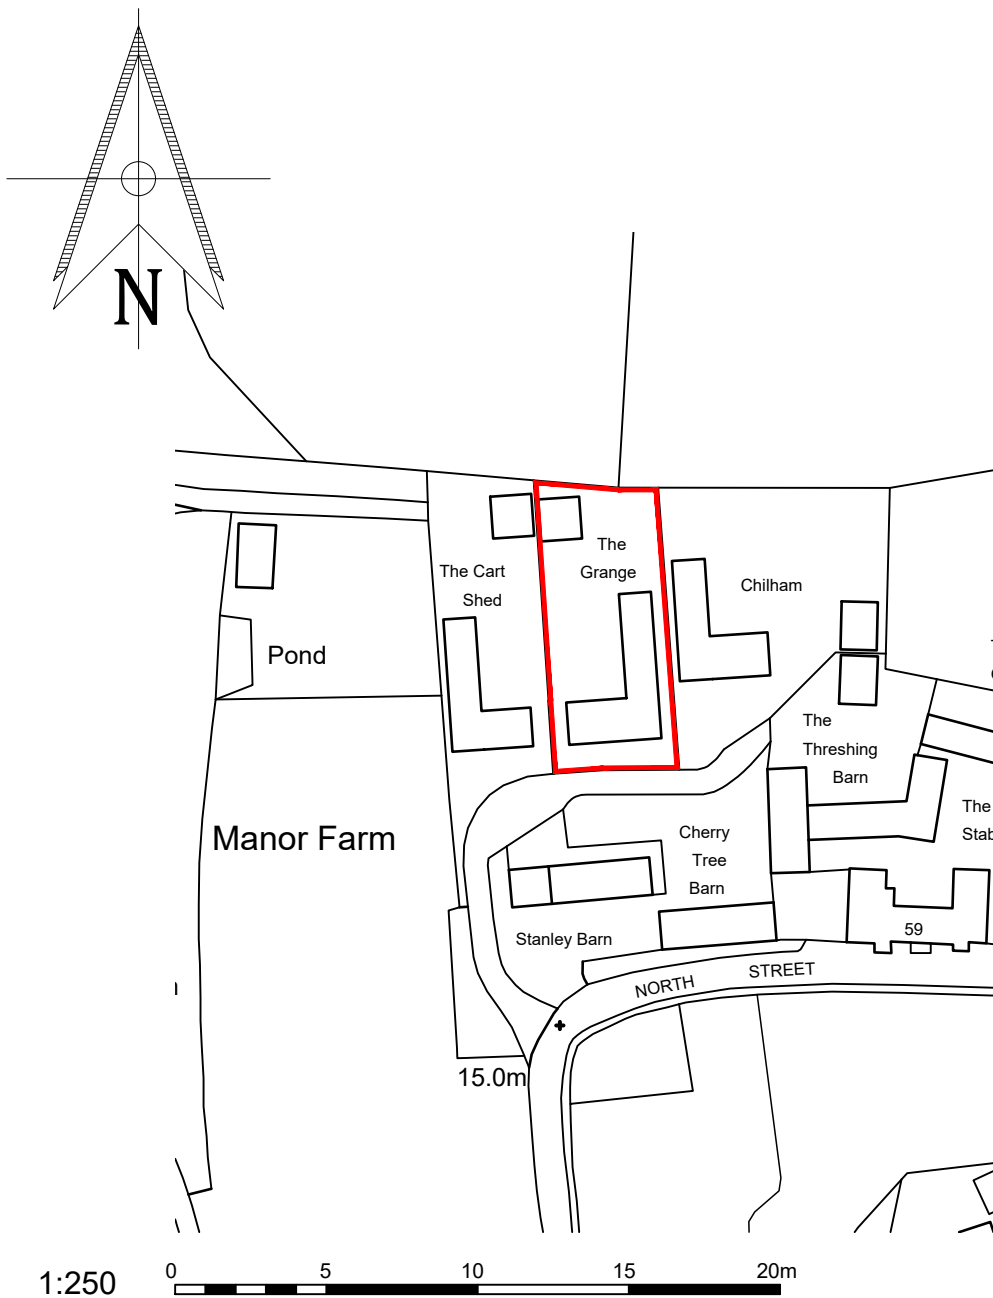 N
The
Grange
The Cart
Shed
Chilham
Pond
The
Threshing
Barn
The
Manor Farm
Cherry
Tree
Barn
59
Stanley Barn
NORTH STREET
15.0m
1:250
0 5 10 15 20m